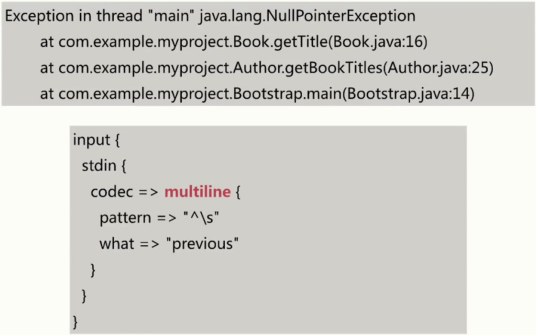 Exception in thread "main" java.lang.NullPointerException
at com.example.myproject.Book.getTitle(Book.java:16)
at com.example.myproject.Author.getBookTitles(Author.java:25)
at com.example.myproject.Bootstrap.main(Bootstrap.java:14)
input {
stdin {
codec => multiline {
pattern => "^\s"
what => "previous"
}
}
}